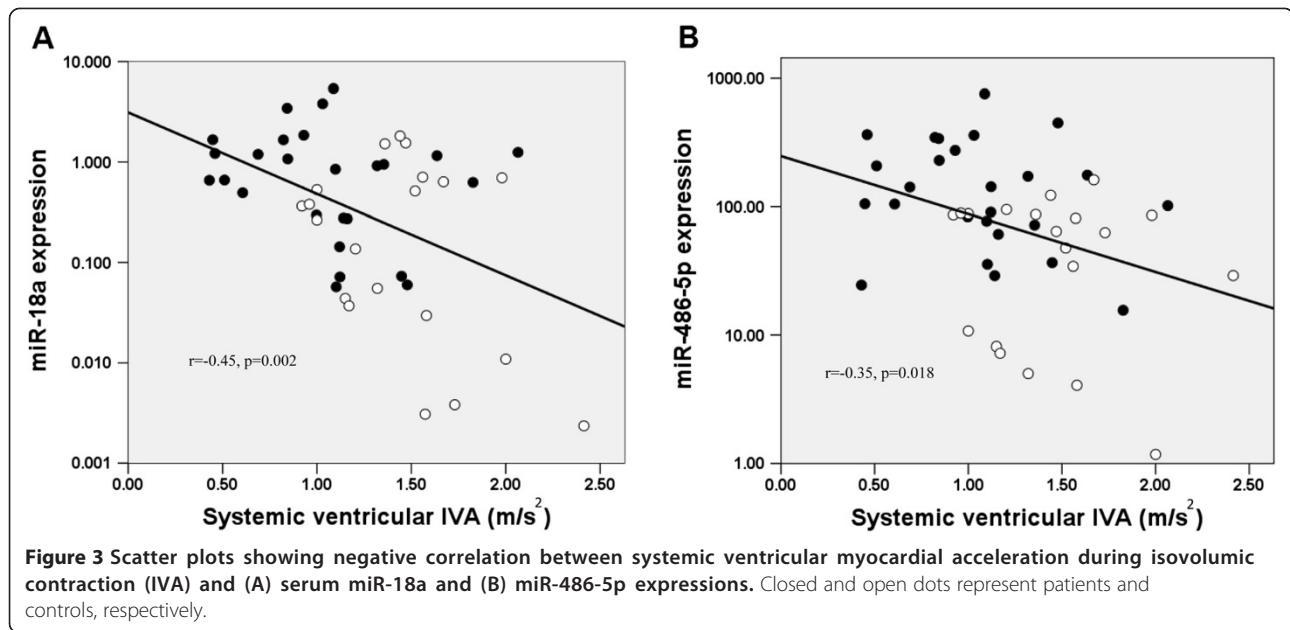 A
10.000
1.000
0.100
0.010
0.001
miR-18a expression
r=-0.45, p=0.002
0.00 0.50 1.00 1.50 2.00 2.50
Systemic ventricular IVA (m/s²)
B
1000.00
100.00
10.00
1.00
miR-486-5p expression
r=-0.35, p=0.018
0.00 0.50 1.00 1.50 2.00 2.50
Systemic ventricular IVA (m/s²)
Figure 3 Scatter plots showing negative correlation between systemic ventricular myocardial acceleration during isovolumic
contraction (IVA) and (A) serum miR-18a and (B) miR-486-5p expressions. Closed and open dots represent patients and
controls, respectively.